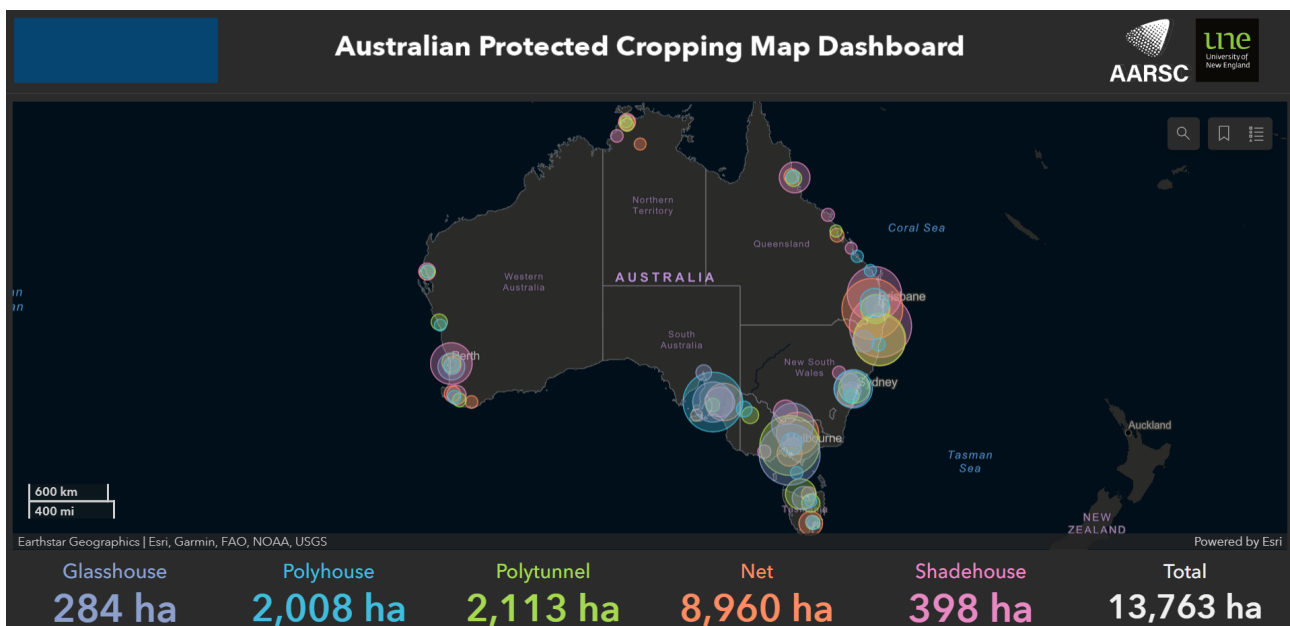 Australian Protected Cropping Map Dashboard
AARSC
une
University of
New England
Northern
Territory
Coral Sea
Queensland
Western
Australia
AUSTRALIA
Brisbane
South
Australia
Perth
New South
Wales
Sydney
Auckland
Melbourne
Tasman
Sea
Tasmania
NEW
ZEALAND
600 km
400 mi
Earthstar Geographics | Esri, Garmin, FAO, NOAA, USGS
Powered by Esri
Glasshouse
Polyhouse
Polytunnel
Net
Shadehouse
Total
284 ha
2,008 ha
2,113 ha
8,960 ha
398 ha
13,763 ha